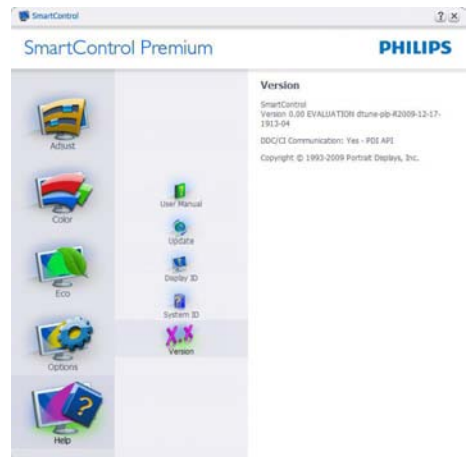 SmartControl
SmartControl Premium
PHILIPS
Adjust
Color
Eco
Options
Help
User Manual
Update
Display ID
System ID
X.X
Version
Version
SmartControl
Version 0.00 EVALUATION dtune-plp-R2009-12-17-
1913-04
DDC/CI Communication: Yes - PDI API
Copyright © 1993-2009 Portrait Displays, Inc.